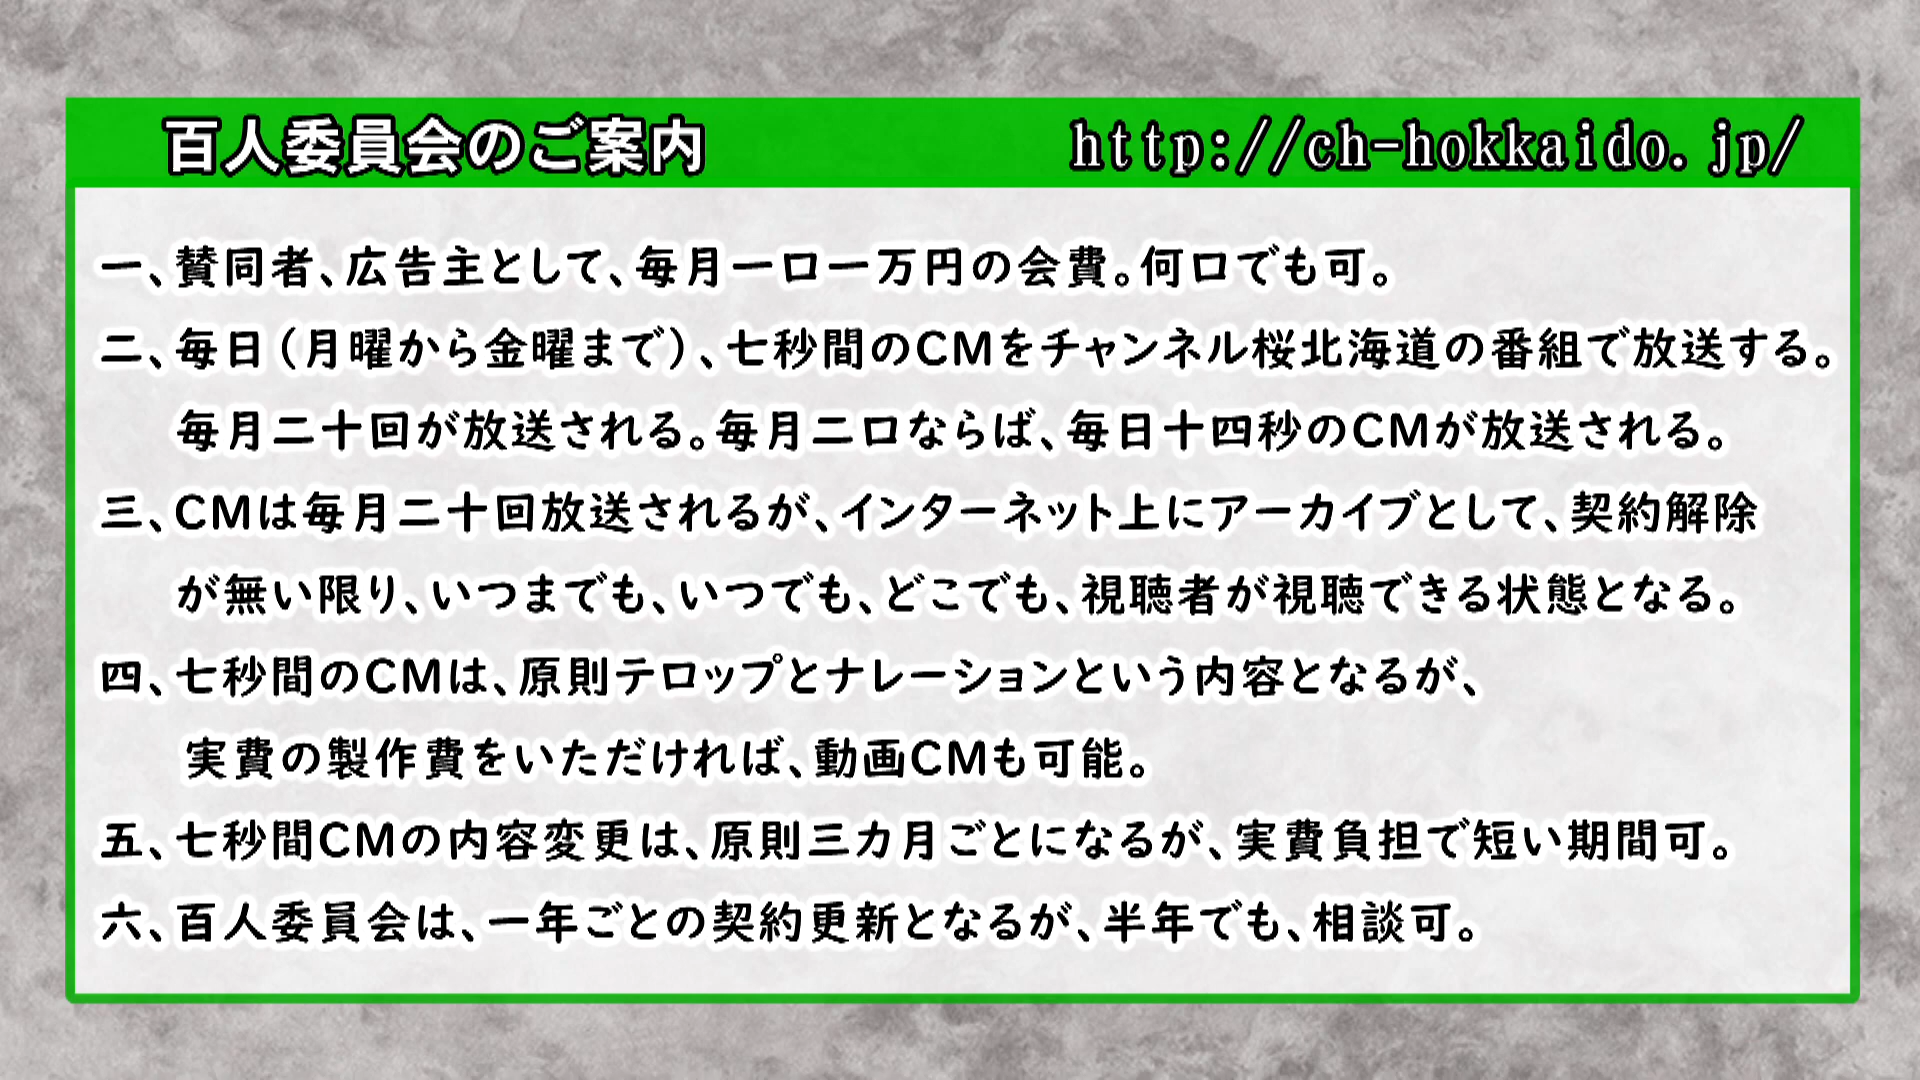 百人委員会のご案内
http://ch-hokkaido.jp/
一、賛同者、広告主として、毎月一口一万円の会費。何口でも可。
二、毎日（月曜から金曜まで）、七秒間のCMをチャンネル桜北海道の番組で放送する。
毎月二十回が放送される。毎月二口ならば、毎日十四秒のCMが放送される。
三、CMは毎月二十回放送されるが、インターネット上にアーカイブとして、契約解除
が無い限り、いつまでも、いつでも、どこでも、視聴者が視聴できる状態となる。
四、七秒間のCMは、原則テロップとナレーションという内容となるが、
実費の製作費をいただければ、動画CMも可能。
五、七秒間CMの内容変更は、原則三カ月ごとになるが、実費負担で短い期間可。
六、百人委員会は、一年ごとの契約更新となるが、半年でも、相談可。